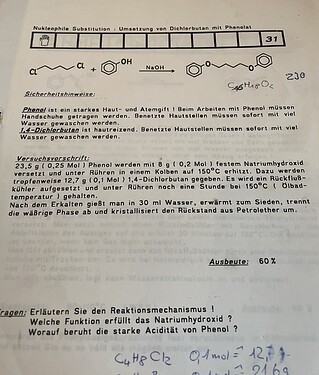 Nukleophile Substitution : Umsetzung von Dichlorbutan mit Phenolat
31
Cl Cl + OH NaOH O O
230
Sicherheitshinweise:
Phenol ist ein starkes Haut- und Atemgift ! Beim Arbeiten mit Phenol müssen
Handschuhe getragen werden. Benetzte Hautstellen müssen sofort mit viel
Wasser gewaschen werden.
1,4-Dichlorbutan ist hautreizend. Benetzte Hautstellen müssen sofort mit viel
Wasser gewaschen werden.
Versuchsvorschrift:
23,5 g ( 0,25 Mol ) Phenol werden mit 8 g ( 0,2 Mol ) festem Natriumhydroxid
versetzt und unter Rühren in einem Kolben auf 150°C erhitzt. Dazu werden
tropfenweise 12,7 g ( 0,1 Mol ) 1,4-Dichlorbutan gegeben. Es wird ein Rückfluß-
kühler aufgesetzt und unter Rühren noch eine Stunde bei 150°C ( Ölbad-
temperatur ) gehalten.
Nach dem Erkalten gießt man in 30 ml Wasser, erwärmt zum Sieden, trennt
die wäßrige Phase ab und kristallisiert den Rückstand aus Petrolether um.
Ausbeute: 60 %
ragen: Erläutern Sie den Reaktionsmechanismus !
Welche Funktion erfüllt das Natriumhydroxid ?
Worauf beruht die starke Acidität von Phenol ?
C4H8Cl2 0,1mol = 12,7